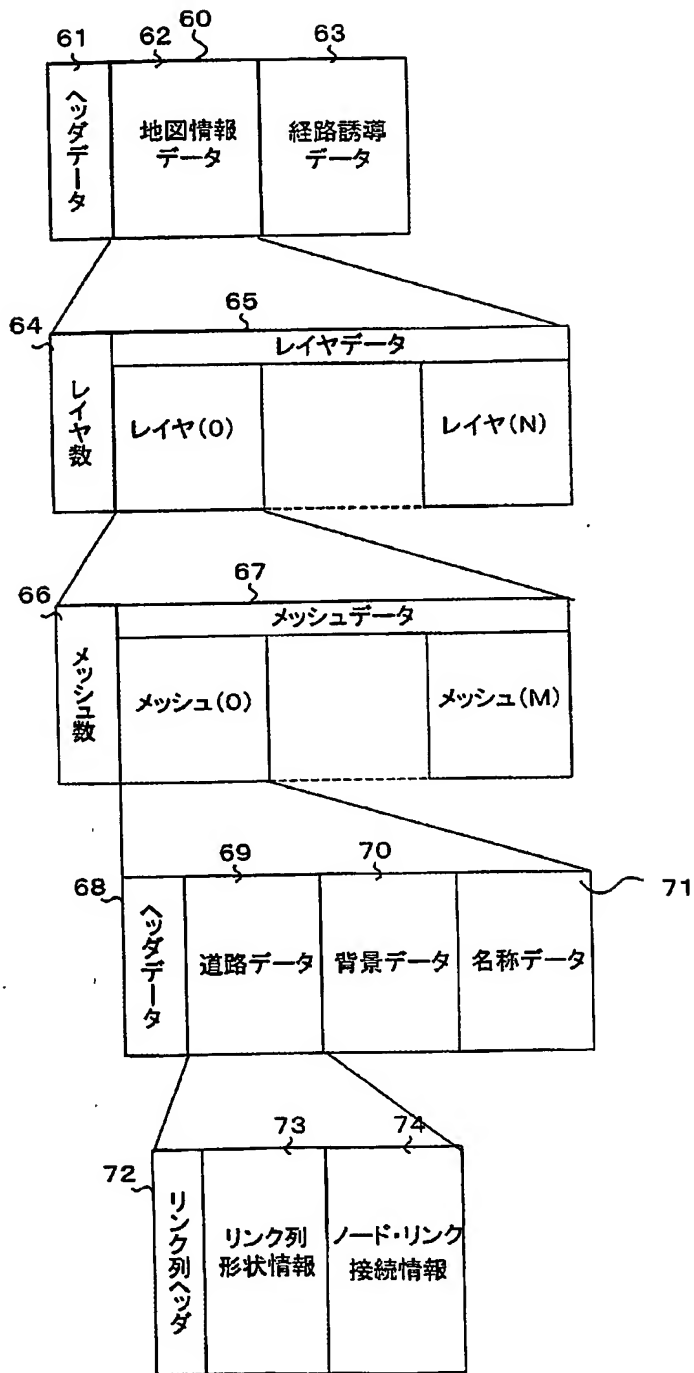 61
62
60
63
ヘッダデータ
地図情報
データ
経路誘導
データ
64
65
レイヤ数
レイヤデータ
レイヤ(0)
レイヤ(N)
66
67
メッシュ数
メッシュデータ
メッシュ(0)
メッシュ(M)
68
69
70
71
ヘッダデータ
道路データ
背景データ
名称データ
72
73
74
リンク列ヘッダ
リンク列
形状情報
ノード・リンク
接続情報